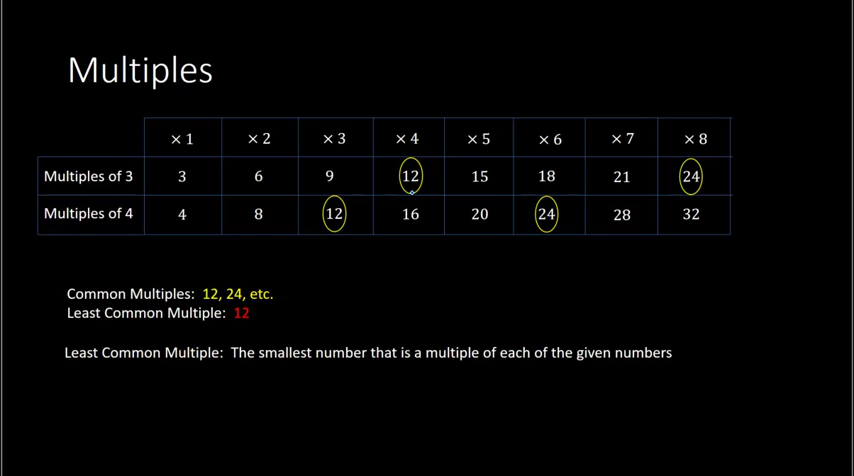 Multiples
× 1 × 2 × 3 × 4 × 5 × 6 × 7 × 8
Multiples of 3 3 6 9 12 15 18 21 24
Multiples of 4 4 8 12 16 20 24 28 32
Common Multiples: 12, 24, etc.
Least Common Multiple: 12
Least Common Multiple: The smallest number that is a multiple of each of the given numbers